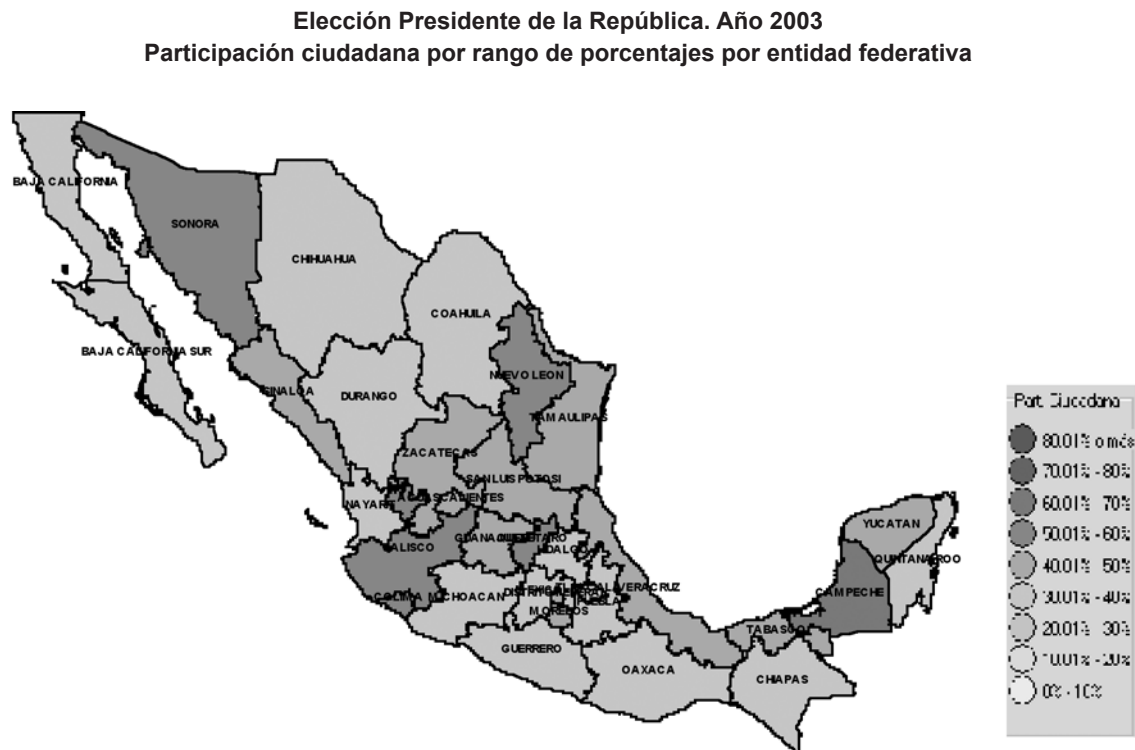 Elección Presidente de la República. Año 2003
Participación ciudadana por rango de porcentajes por entidad federativa
BAJA CALIFORNIA
SONORA
CHIHUAHUA
COAHUILA
BAJA CALIFORNIA SUR
NUEVO LEON
SINALOA
DURANGO
TAMAULIPAS
ZACATECAS
SAN LUIS POTOSI
NAYARIT
AGUASCALIENTES
YUCATAN
JALISCO
HIDALGO
QUINTANA ROO
COLIMA
MICHOACAN
VERACRUZ
CAMPECHE
PUEBLA
MORELOS
TABASCO
GUERRERO
OAXACA
CHIAPAS
Part. Ciudadana
80.01% o más
70.01% - 80%
60.01% - 70%
50.01% - 60%
40.01% - 50%
30.01% - 40%
20.01% - 30%
10.01% - 20%
0% - 10%